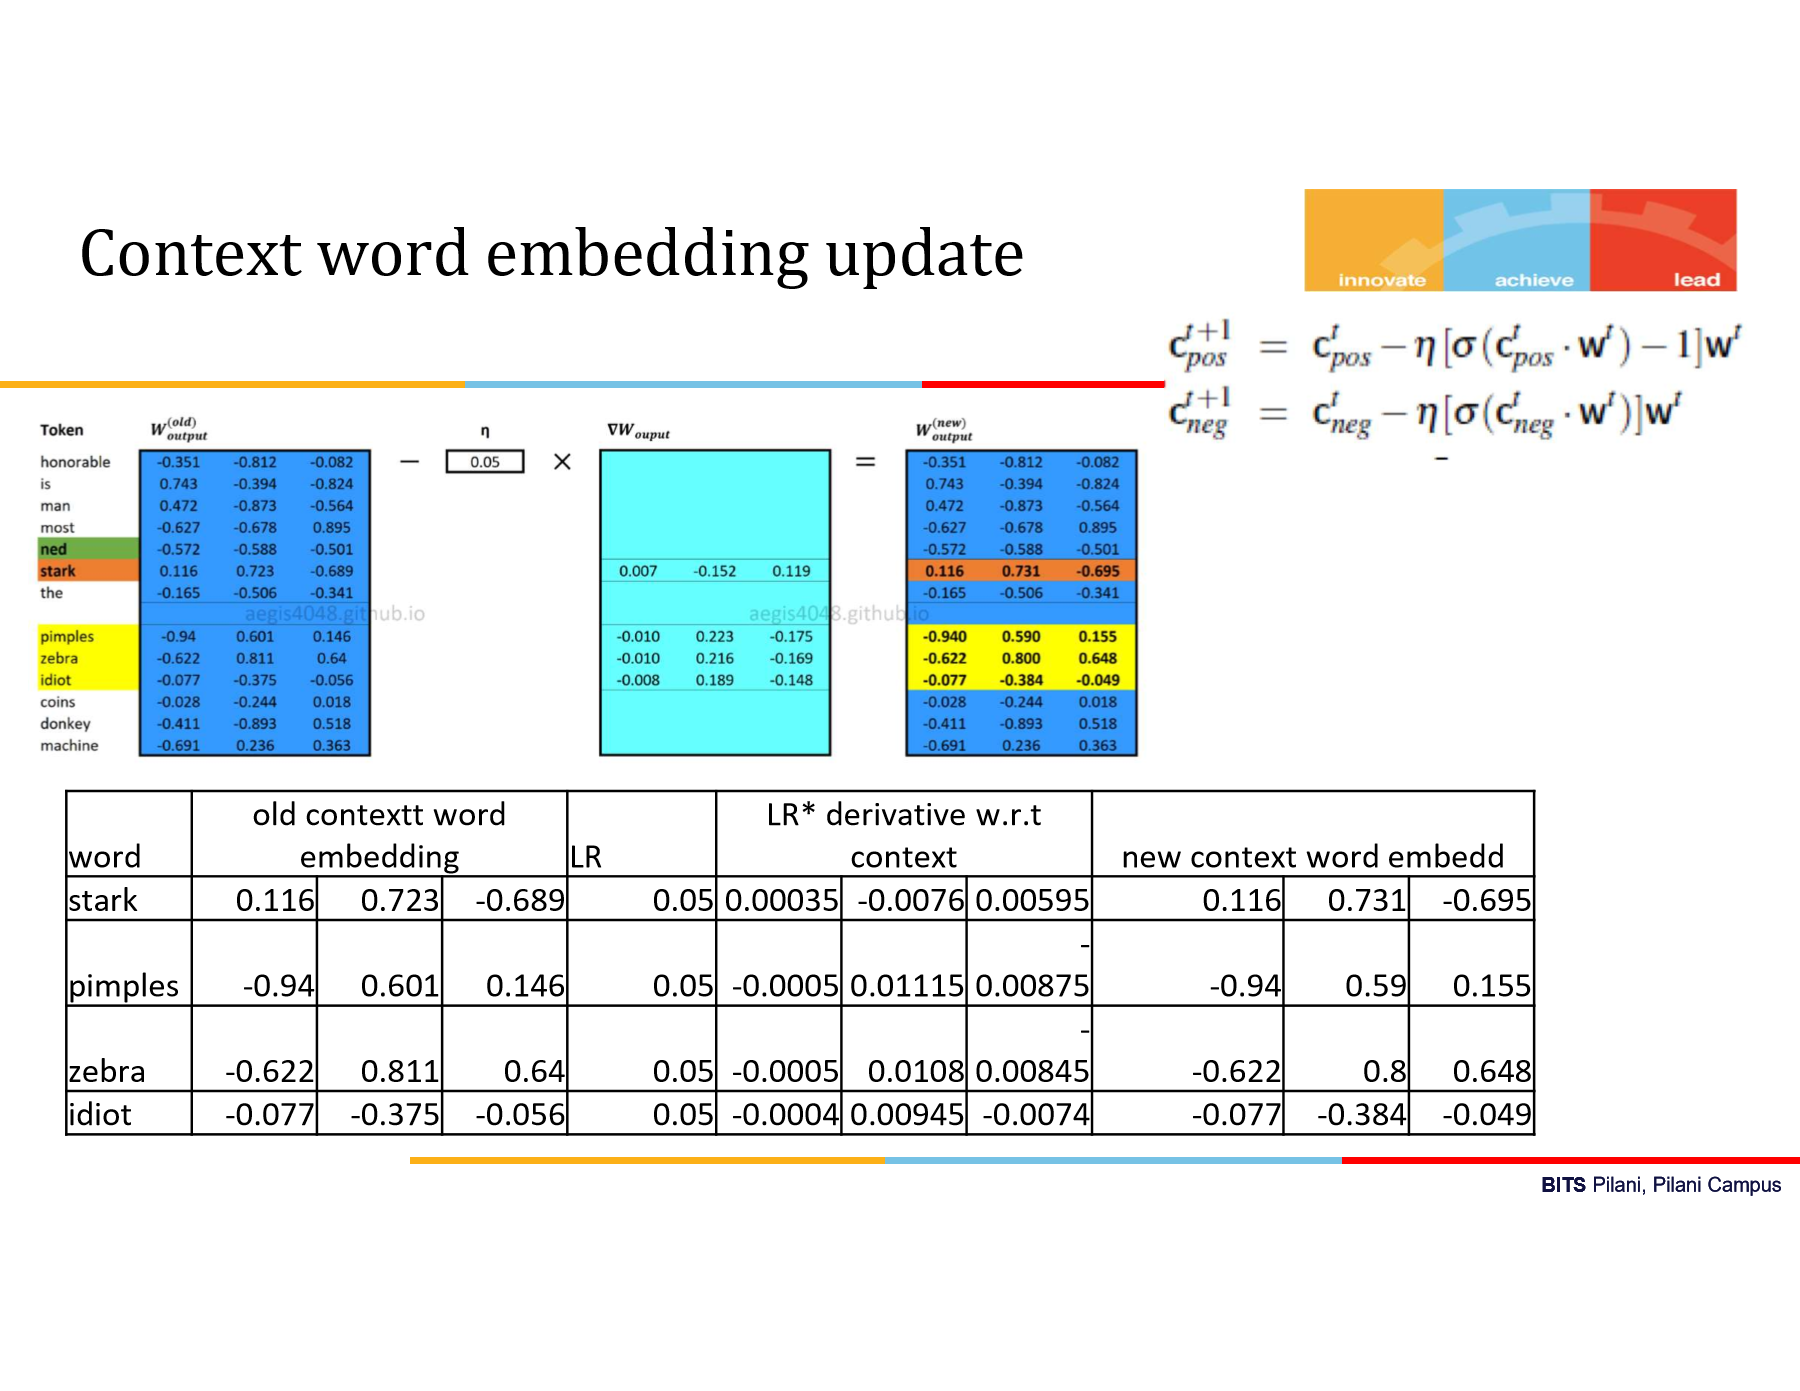 Context word embedding update
innovate achieve lead
c_pos^{t+1} = c_pos^t − η[σ(c_pos^t · w^t) − 1]w^t
c_neg^{t+1} = c_neg^t − η[σ(c_neg^t · w^t)]w^t
Token W_output^(old) η ∇W_ouput W_output^(new)
honorable -0.351 -0.812 -0.082 − 0.05 × = -0.351 -0.812 -0.082
is 0.743 -0.394 -0.824 0.743 -0.394 -0.824
man 0.472 -0.873 -0.564 0.472 -0.873 -0.564
most -0.627 -0.678 0.895 -0.627 -0.678 0.895
ned -0.572 -0.588 -0.501 -0.572 -0.588 -0.501
stark 0.116 0.723 -0.689 0.007 -0.152 0.119 0.116 0.731 -0.695
the -0.165 -0.506 -0.341 -0.165 -0.506 -0.341
aegis4048.github.io aegis4048.github.io
pimples -0.94 0.601 0.146 -0.010 0.223 -0.175 -0.940 0.590 0.155
zebra -0.622 0.811 0.64 -0.010 0.216 -0.169 -0.622 0.800 0.648
idiot -0.077 -0.375 -0.056 -0.008 0.189 -0.148 -0.077 -0.384 -0.049
coins -0.028 -0.244 0.018 -0.028 -0.244 0.018
donkey -0.411 -0.893 0.518 -0.411 -0.893 0.518
machine -0.691 0.236 0.363 -0.691 0.236 0.363
old contextt word LR* derivative w.r.t
word embedding LR context new context word embedd
stark 0.116 0.723 -0.689 0.05 0.00035 -0.0076 0.00595 0.116 0.731 -0.695
-
pimples -0.94 0.601 0.146 0.05 -0.0005 0.01115 0.00875 -0.94 0.59 0.155
-
zebra -0.622 0.811 0.64 0.05 -0.0005 0.0108 0.00845 -0.622 0.8 0.648
idiot -0.077 -0.375 -0.056 0.05 -0.0004 0.00945 -0.0074 -0.077 -0.384 -0.049
BITS Pilani, Pilani Campus